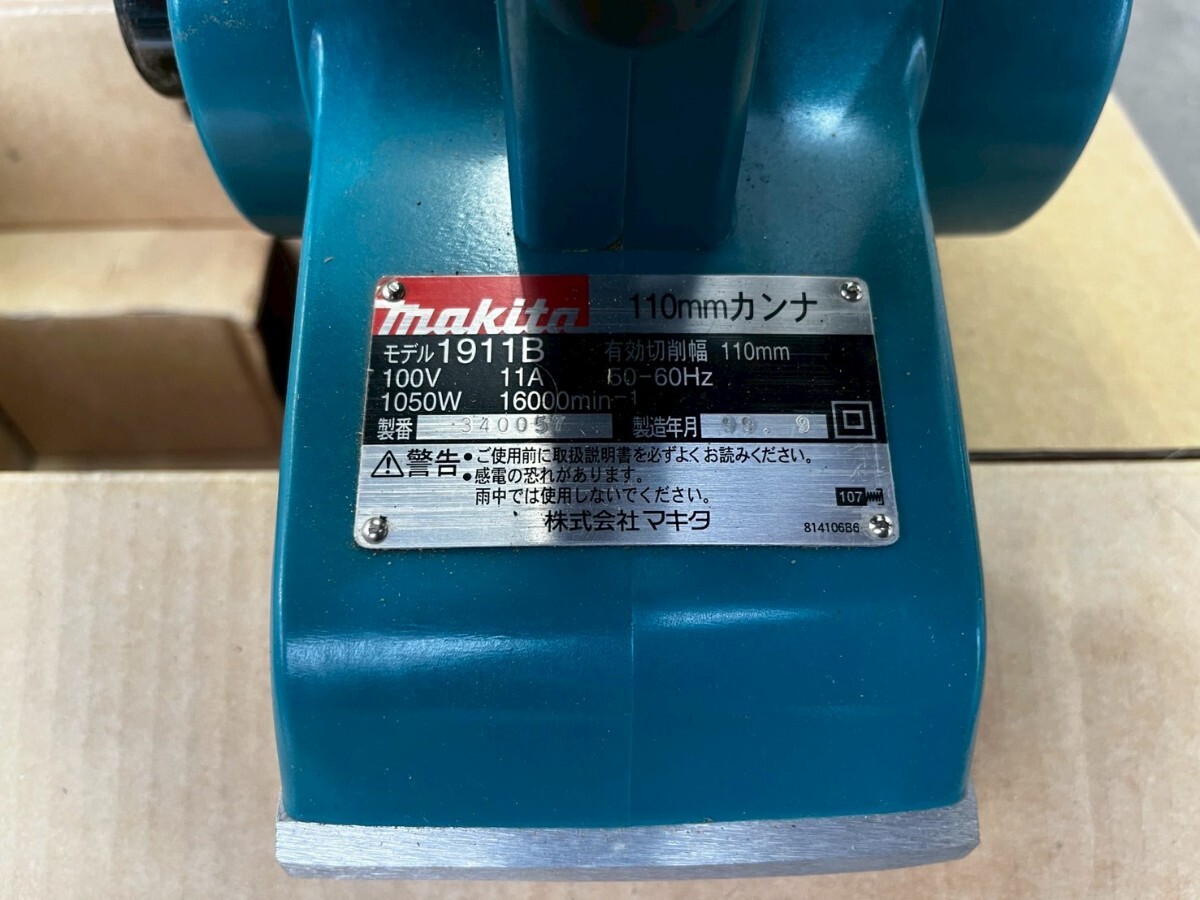 makita 110mmカンナ
モデル1911B 有効切削幅 110mm
100V 11A 50-60Hz
1050W 16000min-1
製番 340057 製造年月 99. 9
⚠警告 •ご使用前に取扱説明書を必ずよくお読みください。
•感電の恐れがあります。
雨中では使用しないでください。
107
株式会社マキタ 814106B6